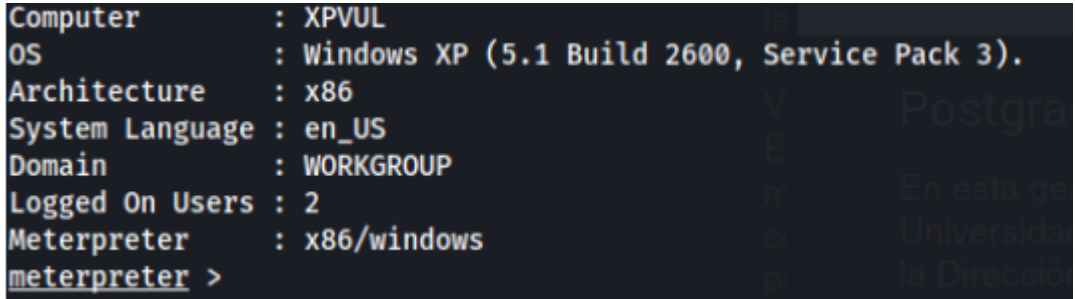 Computer : XPVUL
OS : Windows XP (5.1 Build 2600, Service Pack 3).
Architecture : x86
System Language : en_US
Domain : WORKGROUP
Logged On Users : 2
Meterpreter : x86/windows
meterpreter >
la
V
E
Postgra
En esta ge
Universida
la Direcció